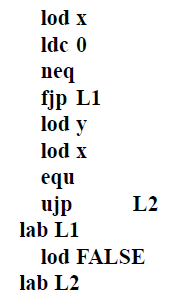 lod x
ldc 0
neq
fjp L1
lod y
lod x
equ
ujp L2
lab L1
lod FALSE
lab L2